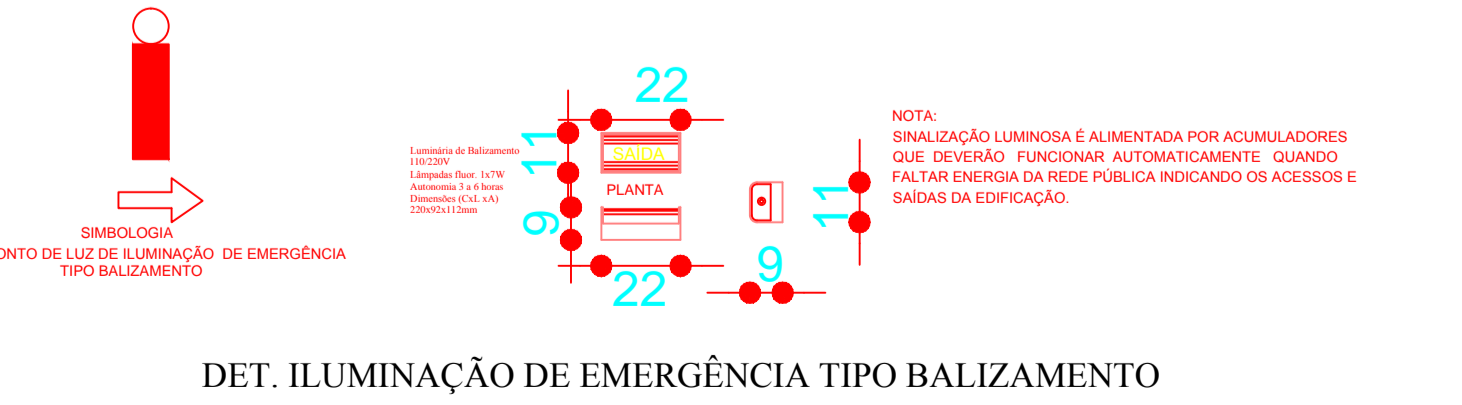 SIMBOLOGIA
ONTO DE LUZ DE ILUMINAÇÃO DE EMERGÊNCIA
TIPO BALIZAMENTO
Luminária de Balizamento
110/220V
Lâmpadas fluor. 1x7W
Autonomia 3 a 6 horas
Dimensões (CxL xA)
220x92x112mm
22
11
SAÍDA
PLANTA
9
22
11
9
NOTA:
SINALIZAÇÃO LUMINOSA É ALIMENTADA POR ACUMULADORES
QUE DEVERÃO FUNCIONAR AUTOMATICAMENTE QUANDO
FALTAR ENERGIA DA REDE PÚBLICA INDICANDO OS ACESSOS E
SAÍDAS DA EDIFICAÇÃO.
DET. ILUMINAÇÃO DE EMERGÊNCIA TIPO BALIZAMENTO